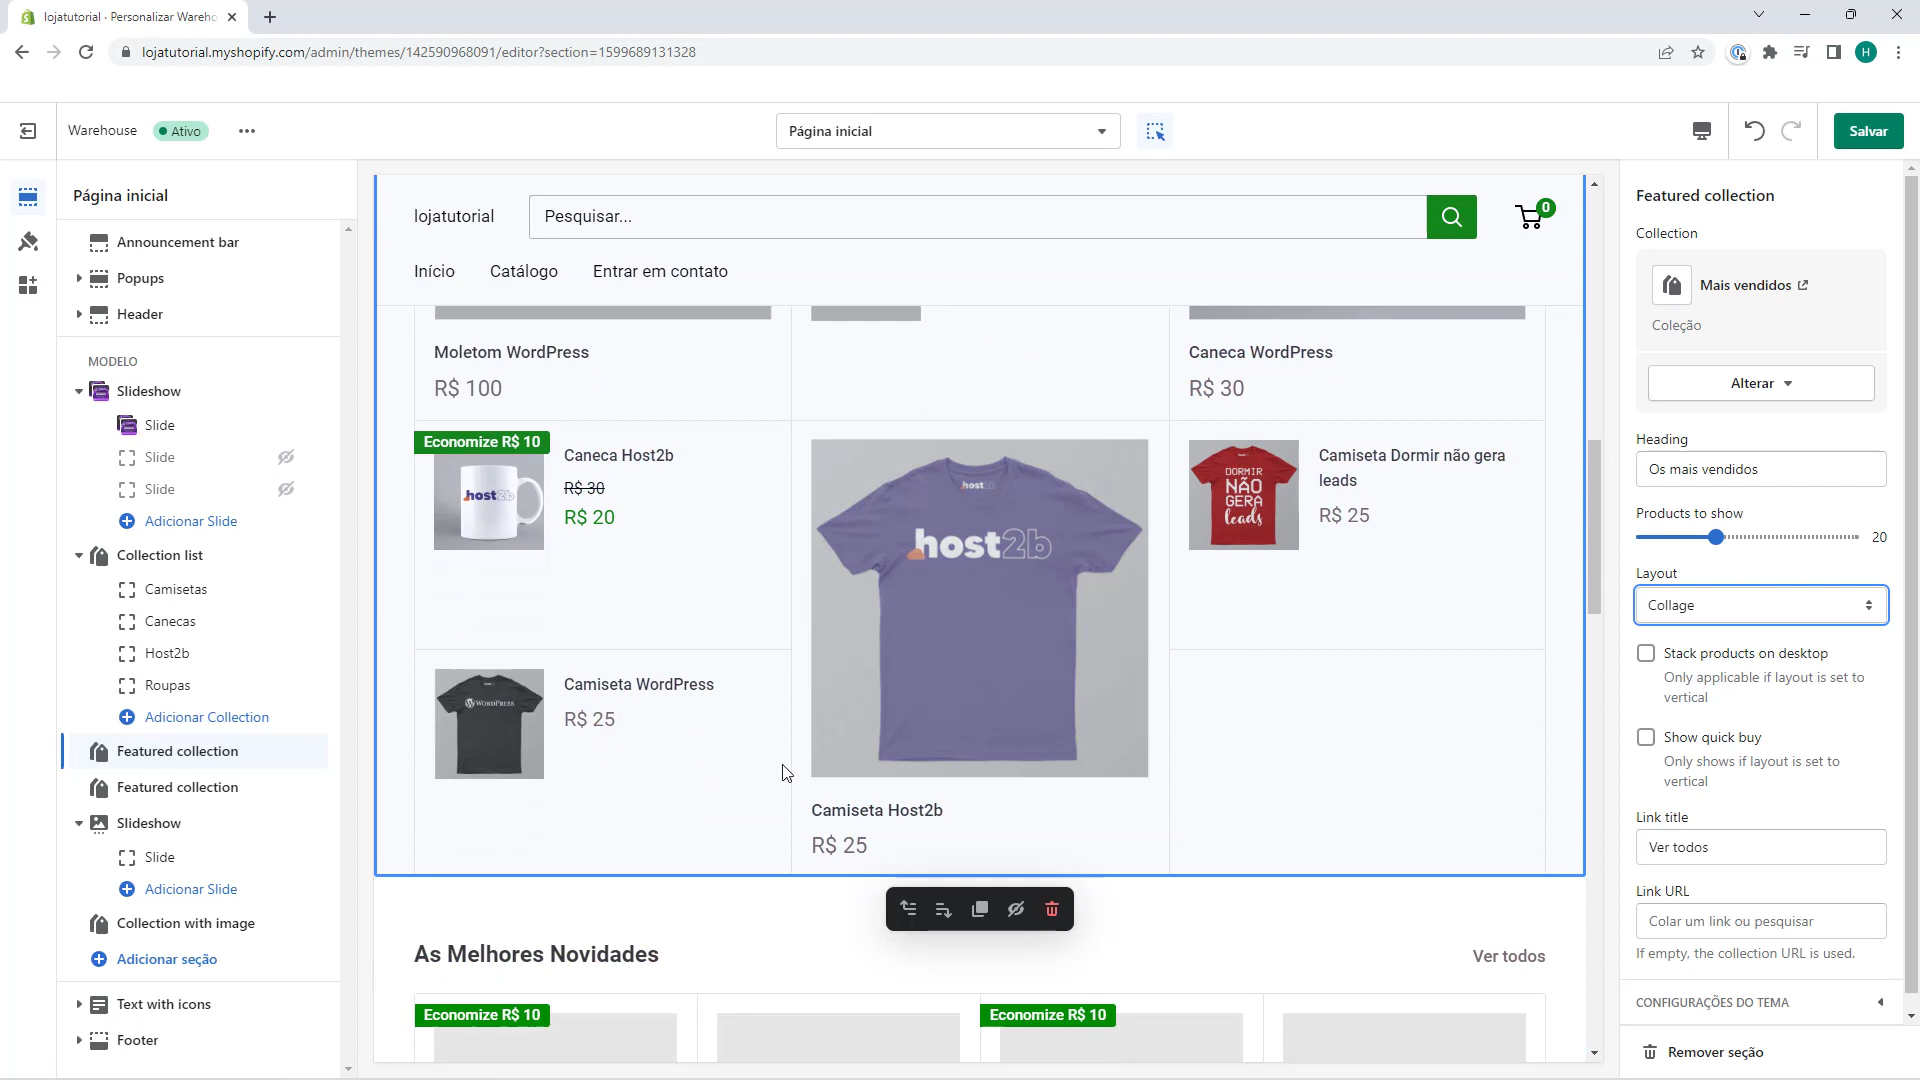 lojatutorial · Personalizar Wareho
lojatutorial.myshopify.com/admin/themes/142590968091/editor?section=1599689131328
H
Warehouse
Ativo
Página inicial
Salvar
Página inicial
Announcement bar
Popups
Header
MODELO
Slideshow
Slide
Slide
Slide
Adicionar Slide
Collection list
Camisetas
Canecas
Host2b
Roupas
Adicionar Collection
Featured collection
Featured collection
Slideshow
Slide
Adicionar Slide
Collection with image
Adicionar seção
Text with icons
Footer
lojatutorial
Pesquisar...
0
Início
Catálogo
Entrar em contato
Moletom WordPress
R$ 100
Caneca WordPress
R$ 30
Economize R$ 10
host2b
Caneca Host2b
R$ 30
R$ 20
host2b
host2b
DORMIR
NÃO
GERA
leads
Camiseta Dormir não gera
leads
R$ 25
WORDPRESS
Camiseta WordPress
R$ 25
Camiseta Host2b
R$ 25
As Melhores Novidades
Ver todos
Economize R$ 10
Economize R$ 10
Featured collection
Collection
Mais vendidos
Coleção
Alterar
Heading
Os mais vendidos
Products to show
20
Layout
Collage
Stack products on desktop
Only applicable if layout is set to
vertical
Show quick buy
Only shows if layout is set to
vertical
Link title
Ver todos
Link URL
Colar um link ou pesquisar
If empty, the collection URL is used.
CONFIGURAÇÕES DO TEMA
Remover seção